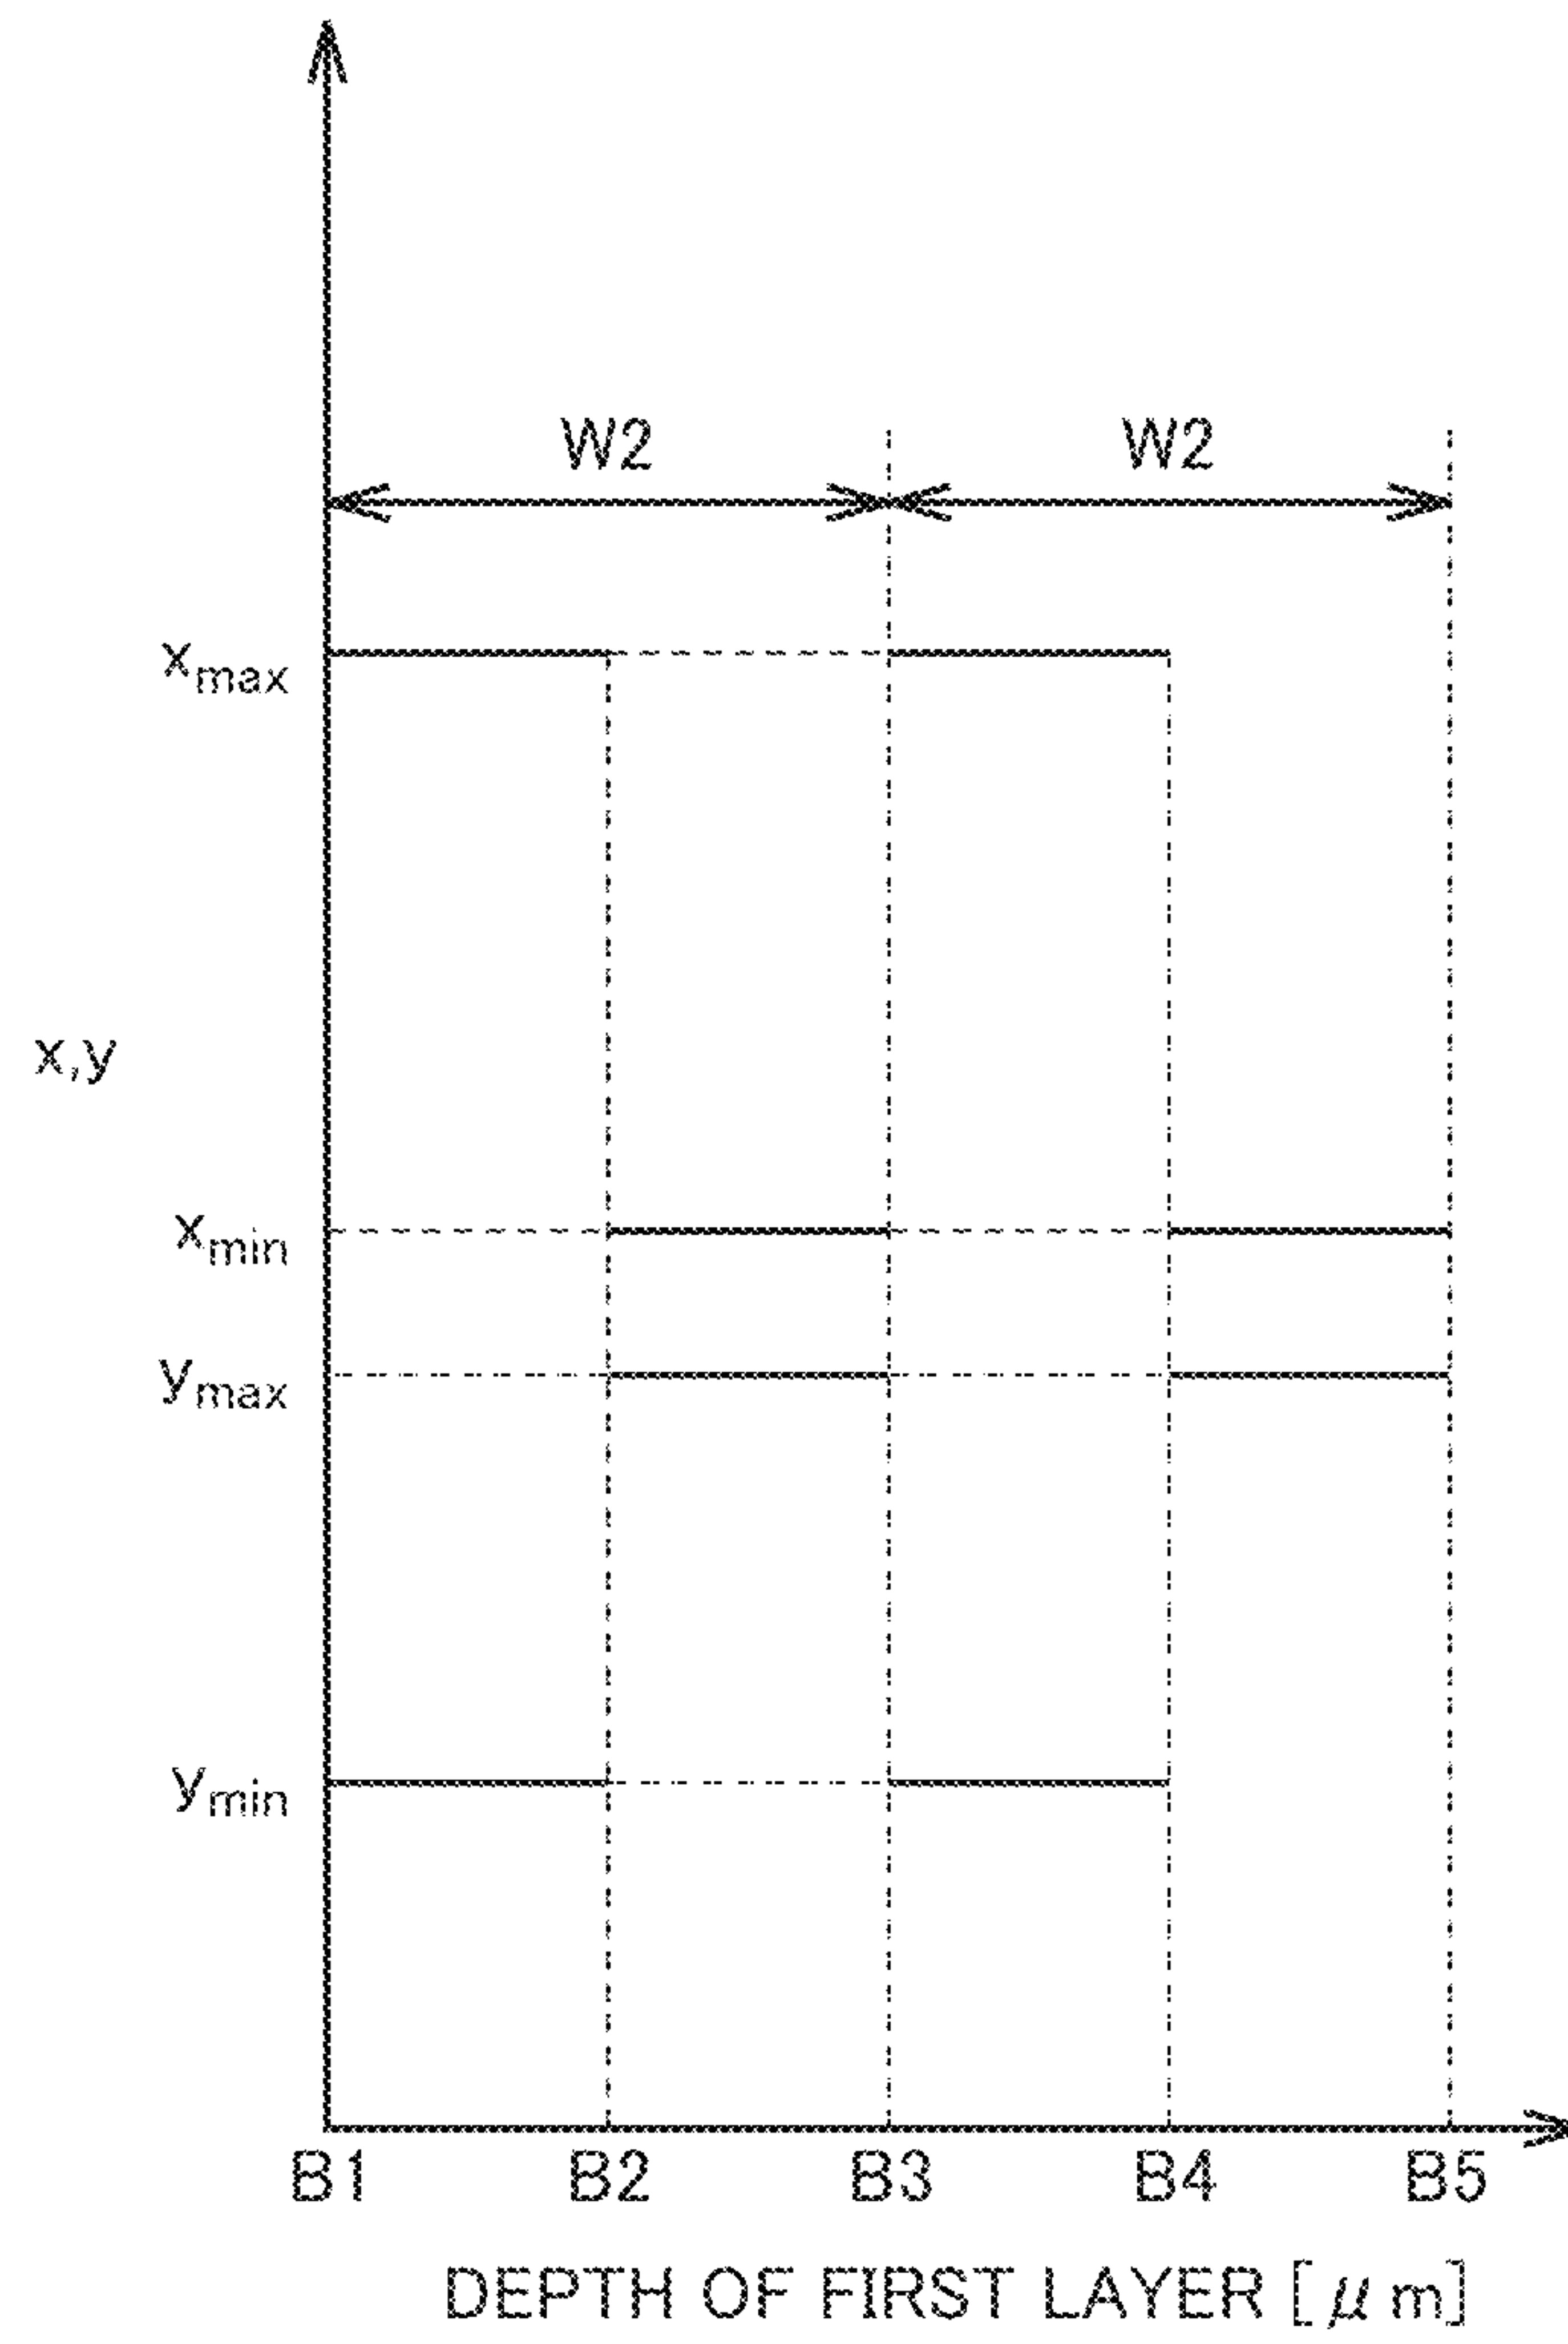 W2 W2
xmax
x,y
xmin
ymax
ymin
B1 B2 B3 B4 B5
DEPTH OF FIRST LAYER [μm]